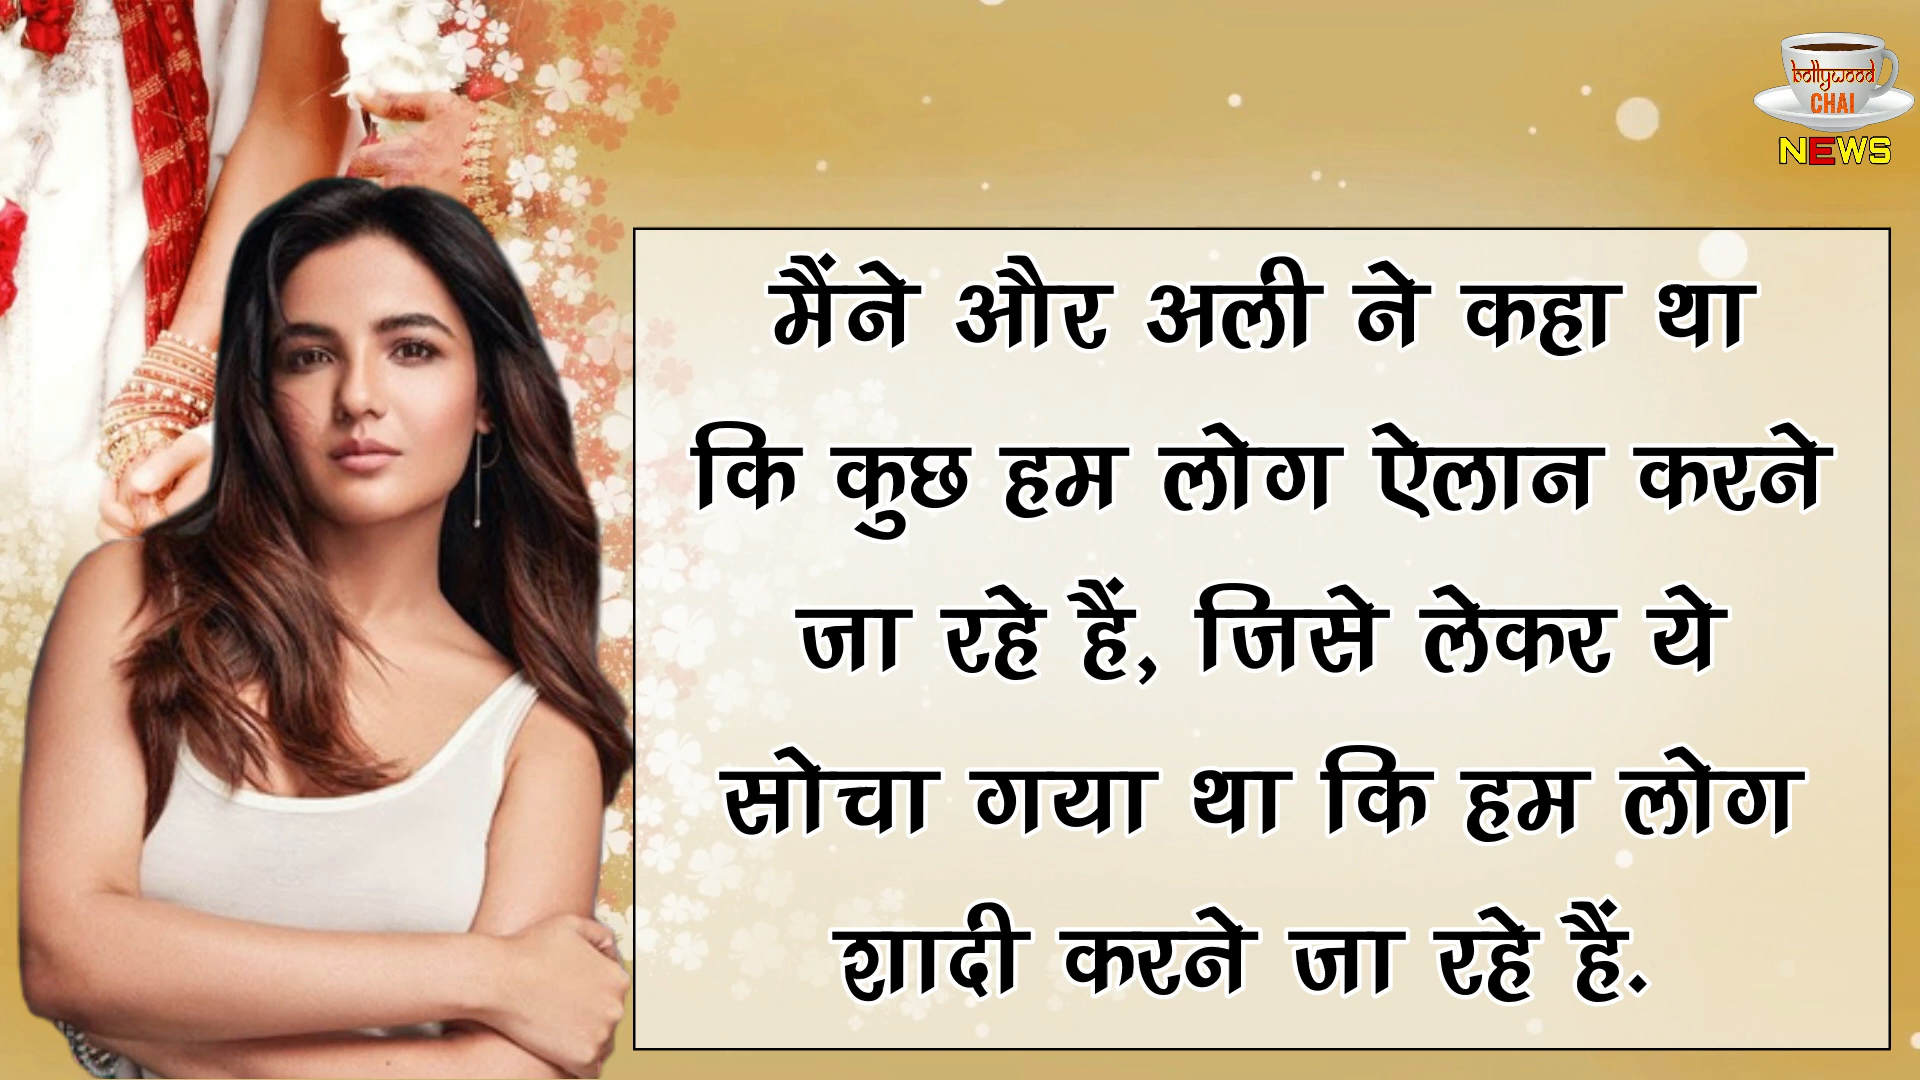 bollywood
CHAI
NEWS
मैंने और अली ने कहा था
कि कुछ हम लोग ऐलान करने
जा रहे हैं, जिसे लेकर ये
सोचा गया था कि हम लोग
शादी करने जा रहे हैं.